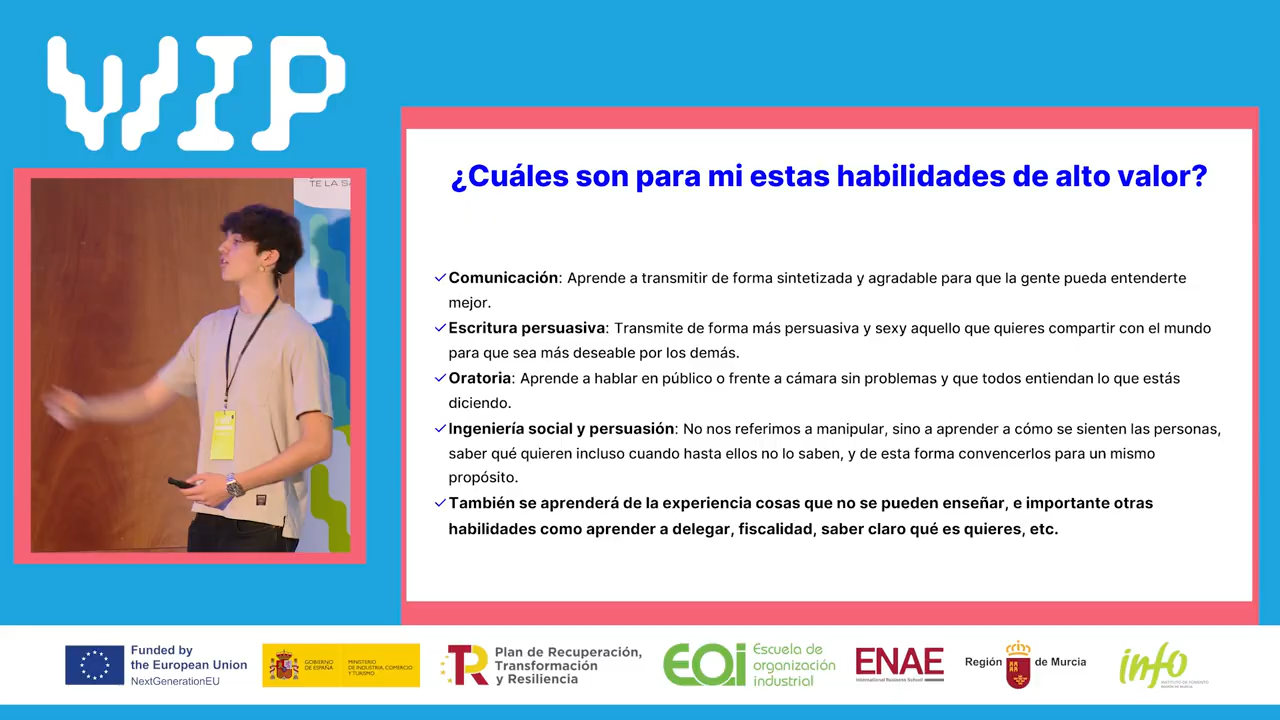 WIP
TE LA SA
¿Cuáles son para mi estas habilidades de alto valor?
Comunicación: Aprende a transmitir de forma sintetizada y agradable para que la gente pueda entenderte
mejor.
Escritura persuasiva: Transmite de forma más persuasiva y sexy aquello que quieres compartir con el mundo
para que sea más deseable por los demás.
Oratoria: Aprende a hablar en público o frente a cámara sin problemas y que todos entiendan lo que estás
diciendo.
Ingeniería social y persuasión: No nos referimos a manipular, sino a aprender a cómo se sienten las personas,
saber qué quieren incluso cuando hasta ellos no lo saben, y de esta forma convencerlos para un mismo
propósito.
También se aprenderá de la experiencia cosas que no se pueden enseñar, e importante otras
habilidades como aprender a delegar, fiscalidad, saber claro qué es quieres, etc.
Funded by
the European Union
NextGenerationEU
GOBIERNO
DE ESPAÑA
MINISTERIO
DE INDUSTRIA, COMERCIO
Y TURISMO
TR
Plan de Recuperación,
Transformación
y Resiliencia
EOI
Escuela de
organización
industrial
ENAE
International Business School
Región de Murcia
info
INSTITUTO DE FOMENTO
REGIÓN DE MURCIA